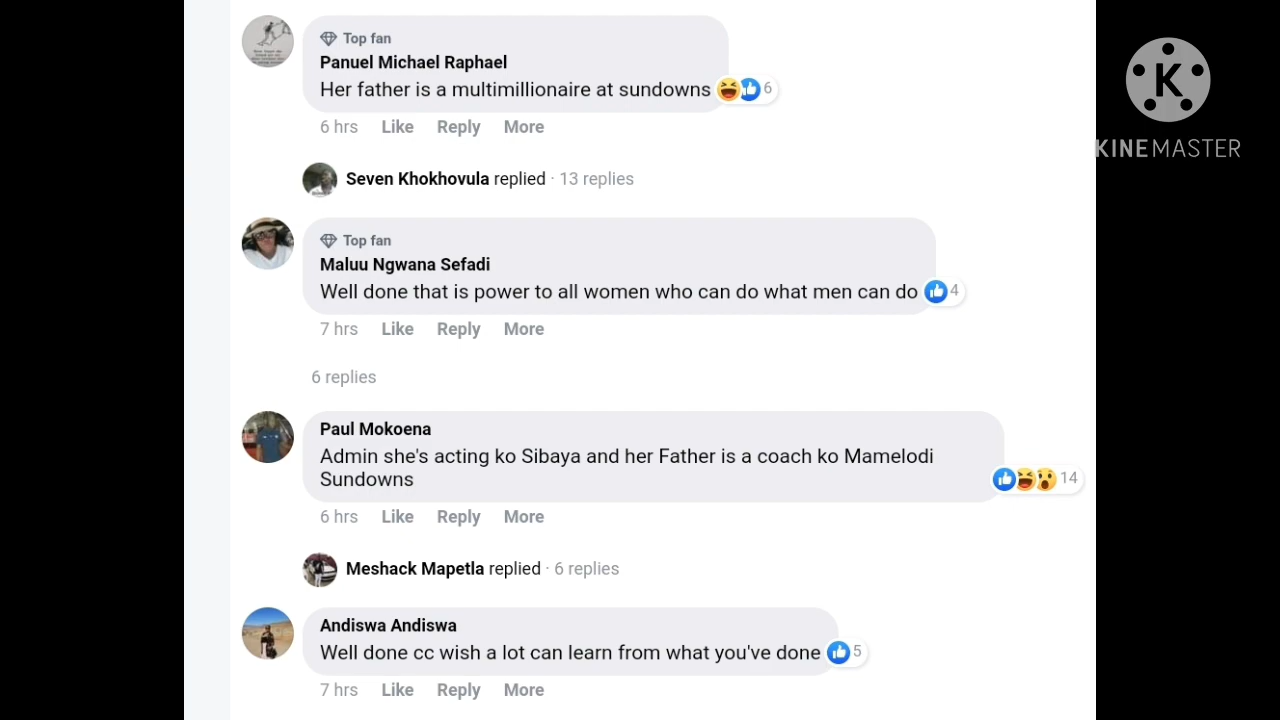 Top fan
Panuel Michael Raphael
Her father is a multimillionaire at sundowns
6
6 hrs Like Reply More
Seven Khokhovula replied · 13 replies
Top fan
Maluu Ngwana Sefadi
Well done that is power to all women who can do what men can do
4
7 hrs Like Reply More
6 replies
Paul Mokoena
Admin she's acting ko Sibaya and her Father is a coach ko Mamelodi
Sundowns
14
6 hrs Like Reply More
Meshack Mapetla replied · 6 replies
Andiswa Andiswa
Well done cc wish a lot can learn from what you've done
5
7 hrs Like Reply More
K
KINEMASTER